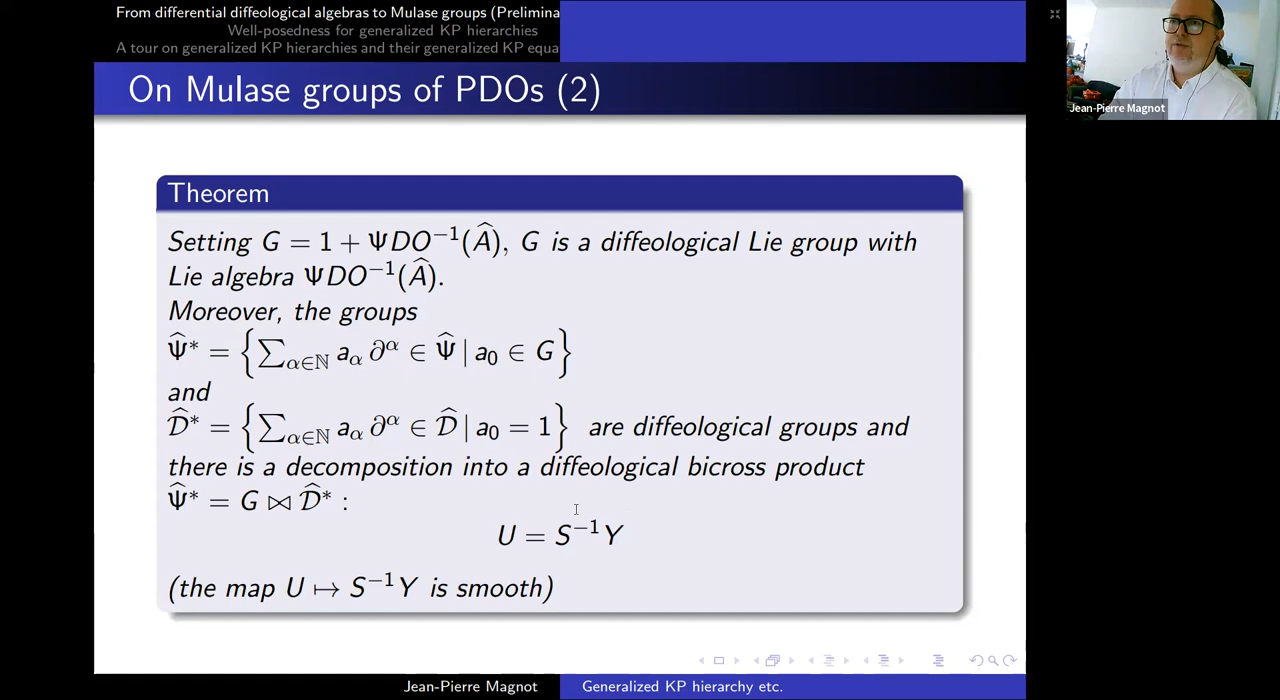 From differential diffeological algebras to Mulase groups (Prelimina
Well-posedness for generalized KP hierarchies
A tour on generalized KP hierarchies and their generalized KP equa
On Mulase groups of PDOs (2)
Jean-Pierre Magnot
Theorem
Setting G = 1 + ΨDO⁻¹(Â), G is a diffeological Lie group with
Lie algebra ΨDO⁻¹(Â).
Moreover, the groups
Ψ̂* = {∑_{α∈ℕ} a_α ∂^α ∈ Ψ̂ | a₀ ∈ G}
and
𝒟̂* = {∑_{α∈ℕ} a_α ∂^α ∈ 𝒟̂ | a₀ = 1} are diffeological groups and
there is a decomposition into a diffeological bicross product
Ψ̂* = G ⋈ 𝒟̂* :
U = S⁻¹Y
(the map U ↦ S⁻¹Y is smooth)
Jean-Pierre Magnot
Generalized KP hierarchy etc.